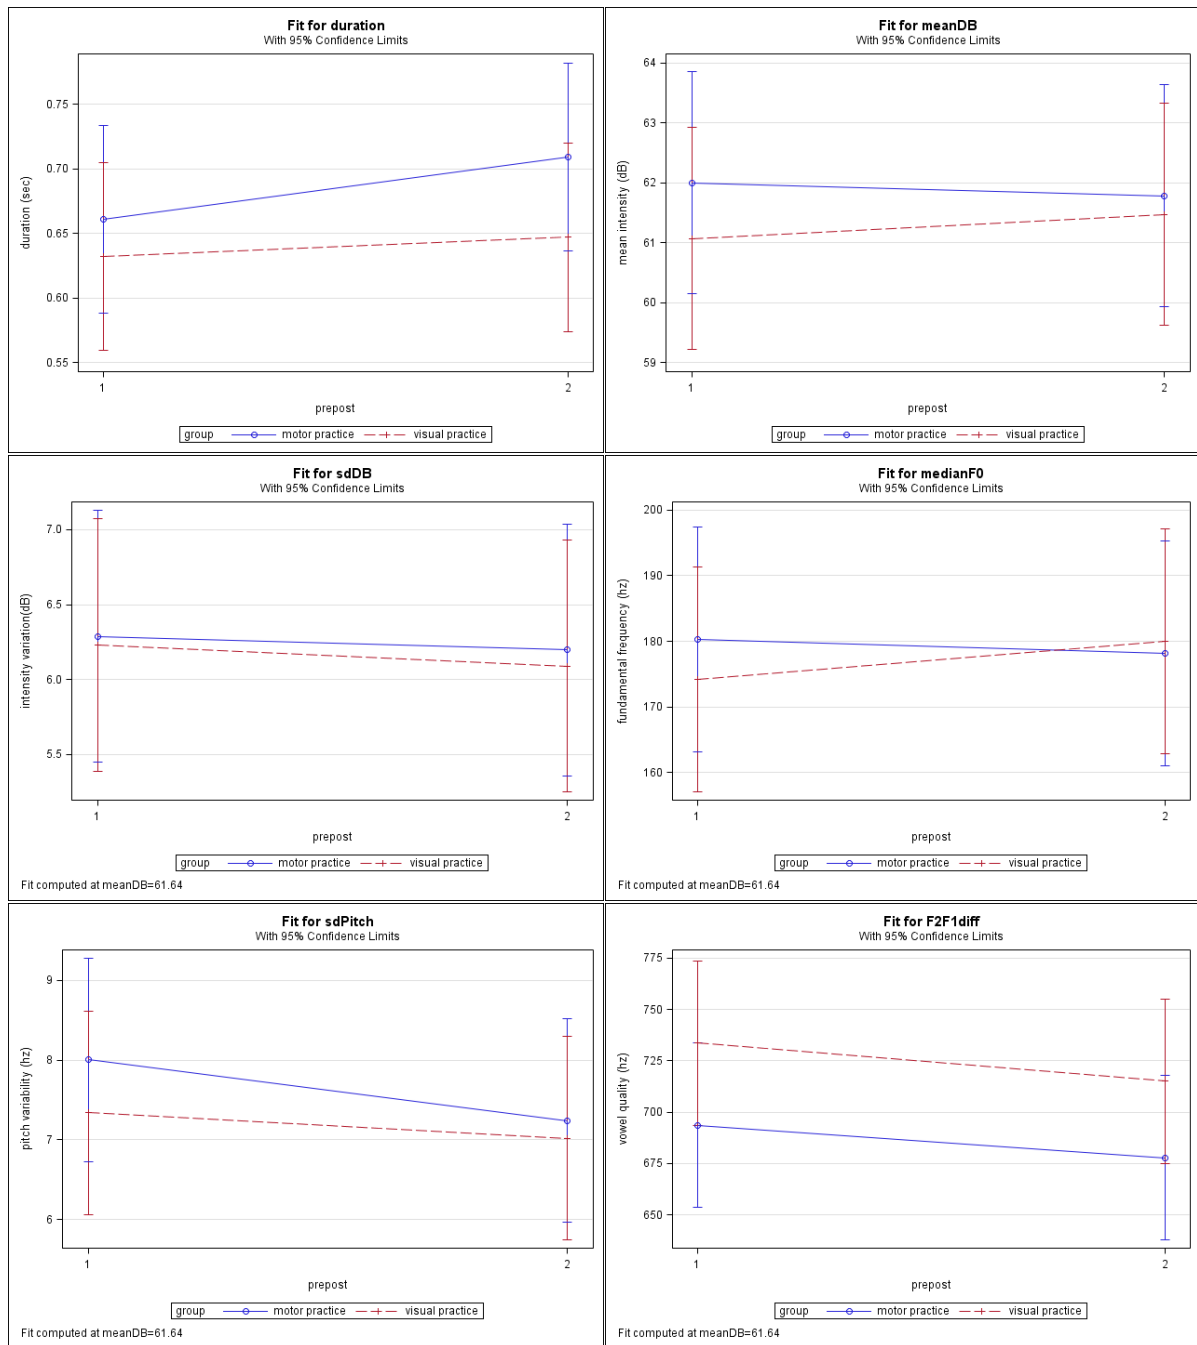 Fit for duration
With 95% Confidence Limits
0.75
0.70
0.65
0.60
0.55
duration (sec)
1 2
prepost
group motor practice visual practice
Fit for meanDB
With 95% Confidence Limits
64
63
62
61
60
59
mean intensity (dB)
1 2
prepost
group motor practice visual practice
Fit for sdDB
With 95% Confidence Limits
7.0
6.5
6.0
5.5
intensity variation(dB)
1 2
prepost
group motor practice visual practice
Fit computed at meanDB=61.64
Fit for medianF0
With 95% Confidence Limits
200
190
180
170
160
fundamental frequency (hz)
1 2
prepost
group motor practice visual practice
Fit computed at meanDB=61.64
Fit for sdPitch
With 95% Confidence Limits
9
8
7
6
pitch variability (hz)
1 2
prepost
group motor practice visual practice
Fit computed at meanDB=61.64
Fit for F2F1diff
With 95% Confidence Limits
775
750
725
700
675
650
vowel quality (hz)
1 2
prepost
group motor practice visual practice
Fit computed at meanDB=61.64